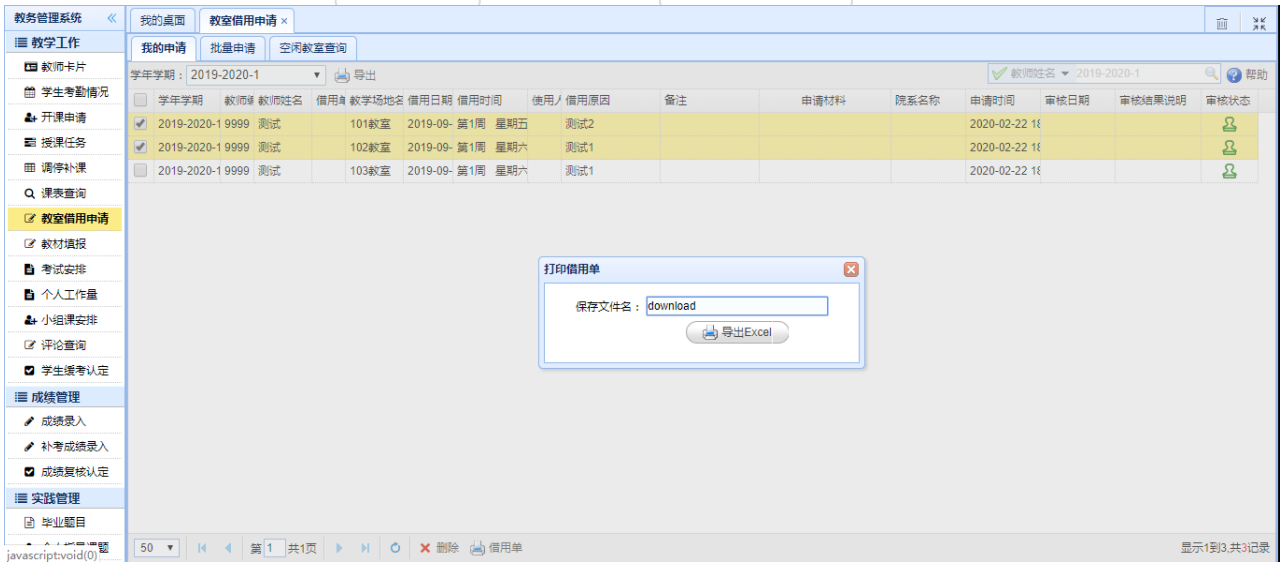 教务管理系统 《 我的桌面 教室借用申请 ×
教学工作 我的申请 批量申请 空闲教室查询
教师卡片 学年学期： 2019-2020-1 导出 教师姓名 2019-2020-1 帮助
学生考勤情况 学年学期 教师 教师姓名 借用 教学场地名 借用日期 借用时间 使用 借用原因 备注 申请材料 院系名称 申请时间 审核日期 审核结果说明 审核状态
开课申请 2019-2020-1 9999 测试 101教室 2019-09- 第1周 星期五 测试2 2020-02-22 18
授课任务 2019-2020-1 9999 测试 102教室 2019-09- 第1周 星期六 测试1 2020-02-22 18
调停补课 2019-2020-1 9999 测试 103教室 2019-09- 第1周 星期六 测试1 2020-02-22 18
课表查询
教室借用申请
教材填报
考试安排 打印借用单
个人工作量 保存文件名： download
小组课安排 导出Excel
评论查询
学生缓考认定
成绩管理
成绩录入
补考成绩录入
成绩复核认定
实践管理
毕业题目
javascript:void(0) 50 第 1 共1页 删除 借用单 显示1到3,共3记录